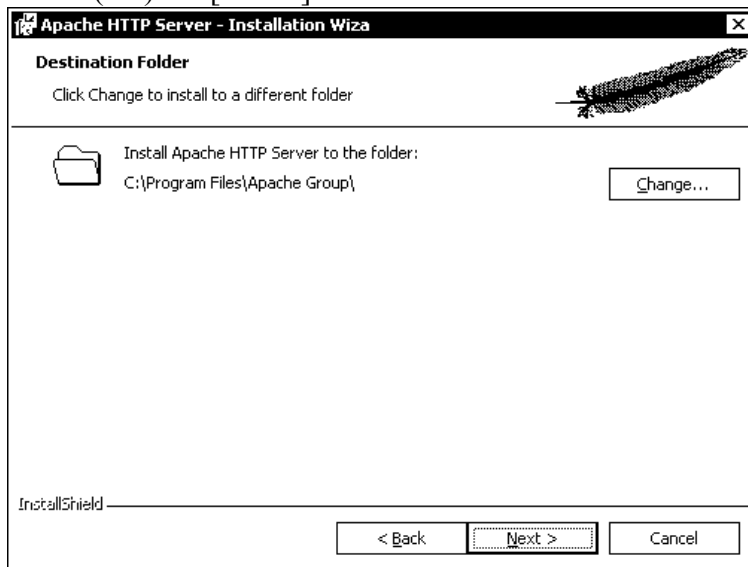 Apache HTTP Server - Installation Wiza
Destination Folder
Click Change to install to a different folder
Install Apache HTTP Server to the folder:
C:\Program Files\Apache Group\
Change...
InstallShield
< Back
Next >
Cancel